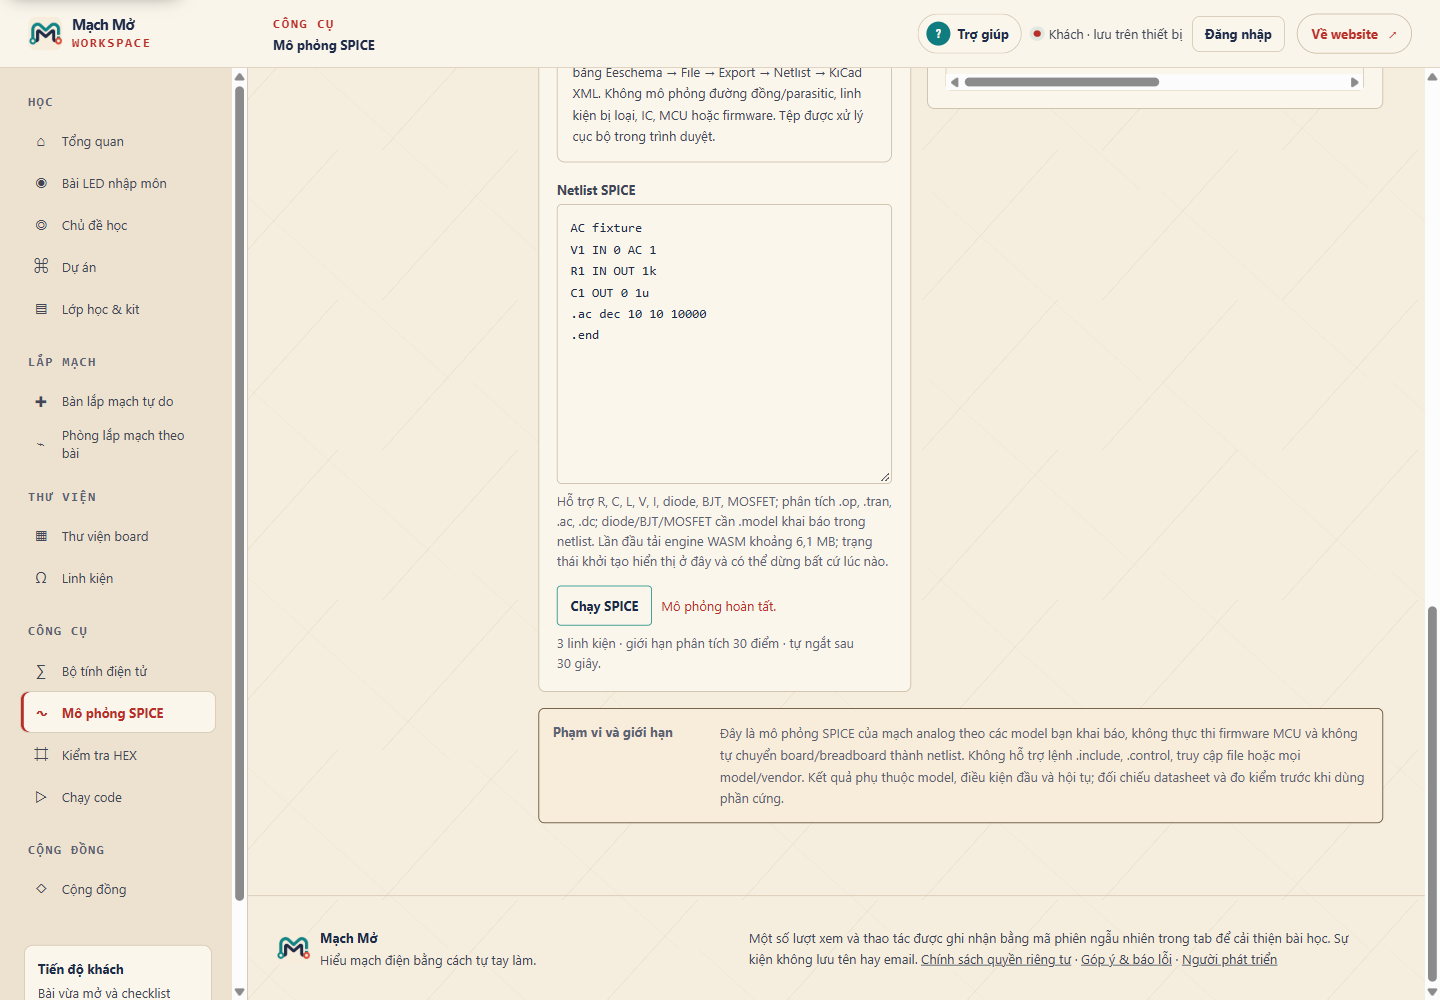 Mạch Mở
WORKSPACE
CÔNG CỤ
Mô phỏng SPICE
? Trợ giúp
Khách · lưu trên thiết bị
Đăng nhập
Về website ↗
HỌC
Tổng quan
Bài LED nhập môn
Chủ đề học
Dự án
Lớp học & kit
LẮP MẠCH
Bàn lắp mạch tự do
Phòng lắp mạch theo
bài
THƯ VIỆN
Thư viện board
Linh kiện
CÔNG CỤ
Bộ tính điện tử
Mô phỏng SPICE
Kiểm tra HEX
Chạy code
CỘNG ĐỒNG
Cộng đồng
Tiến độ khách
Bài vừa mở và checklist
bằng Eeschema → File → Export → Netlist → KiCad
XML. Không mô phỏng đường đồng/parasitic, linh
kiện bị loại, IC, MCU hoặc firmware. Tệp được xử lý
cục bộ trong trình duyệt.
Netlist SPICE
AC fixture
V1 IN 0 AC 1
R1 IN OUT 1k
C1 OUT 0 1u
.ac dec 10 10 10000
.end
Hỗ trợ R, C, L, V, I, diode, BJT, MOSFET; phân tích .op, .tran,
.ac, .dc; diode/BJT/MOSFET cần .model khai báo trong
netlist. Lần đầu tải engine WASM khoảng 6,1 MB; trạng
thái khởi tạo hiển thị ở đây và có thể dừng bất cứ lúc nào.
Chạy SPICE
Mô phỏng hoàn tất.
3 linh kiện · giới hạn phân tích 30 điểm · tự ngắt sau
30 giây.
Phạm vi và giới hạn
Đây là mô phỏng SPICE của mạch analog theo các model bạn khai báo, không thực thi firmware MCU và không
tự chuyển board/breadboard thành netlist. Không hỗ trợ lệnh .include, .control, truy cập file hoặc mọi
model/vendor. Kết quả phụ thuộc model, điều kiện đầu và hội tụ; đối chiếu datasheet và đo kiểm trước khi dùng
phần cứng.
Mạch Mở
Hiểu mạch điện bằng cách tự tay làm.
Một số lượt xem và thao tác được ghi nhận bằng mã phiên ngẫu nhiên trong tab để cải thiện bài học. Sự
kiện không lưu tên hay email. Chính sách quyền riêng tư · Góp ý & báo lỗi · Người phát triển